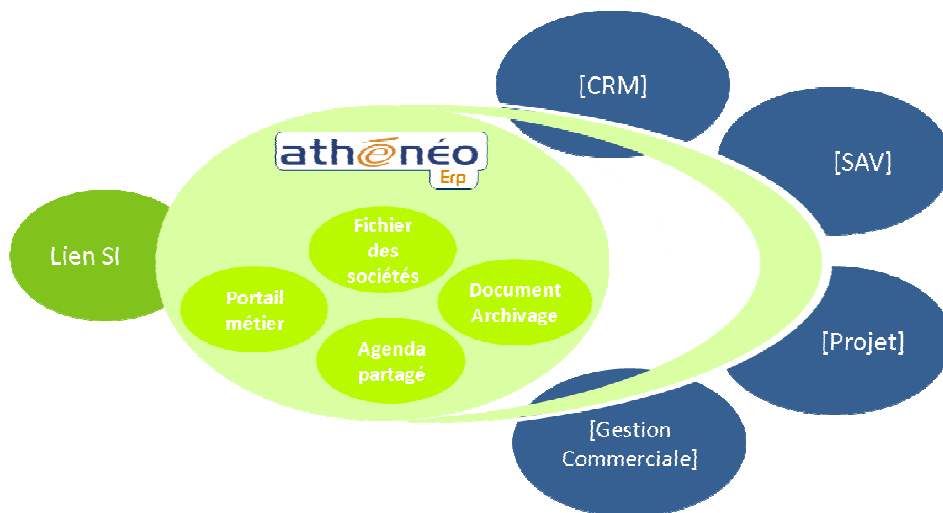 [CRM]
athénéo
Erp
[SAV]
Lien SI
Fichier
des
sociétés
Portail
métier
Document
Archivage
Agenda
partagé
[Projet]
[Gestion
Commerciale]